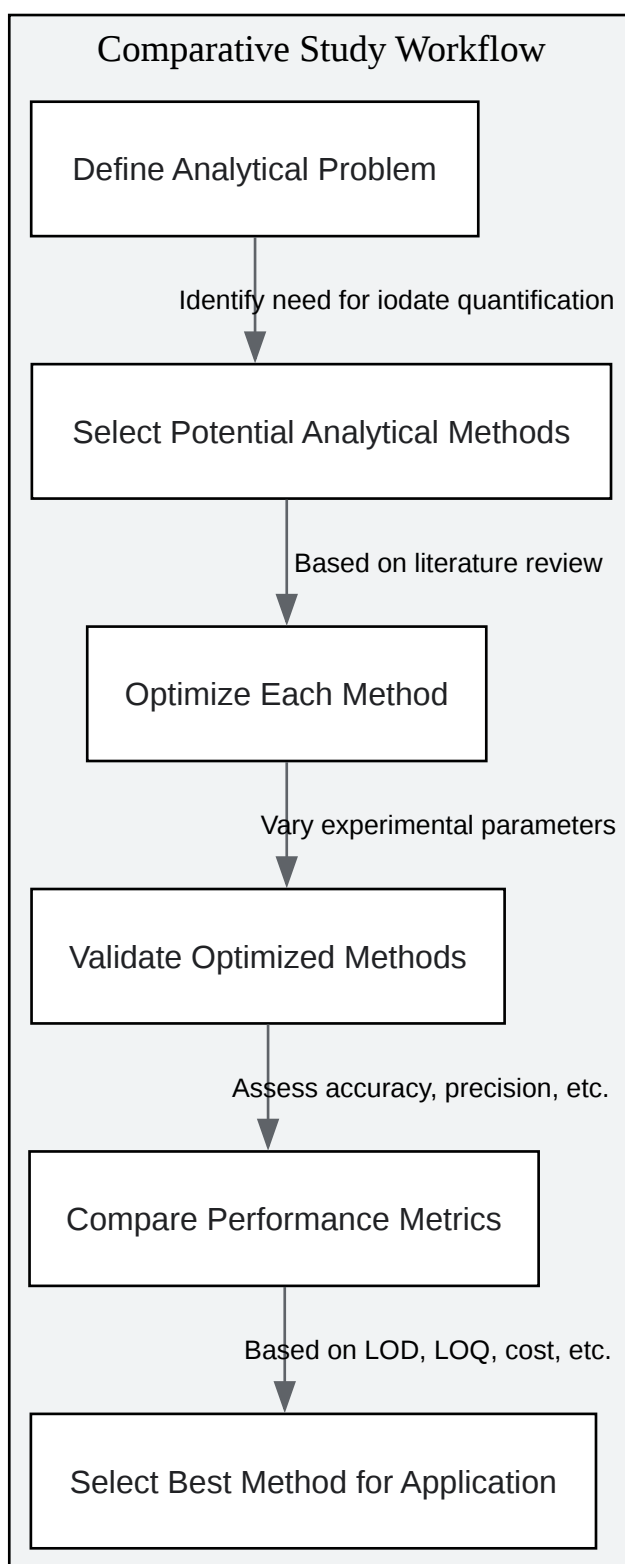 Comparative Study Workflow
Define Analytical Problem
Identify need for iodate quantification
Select Potential Analytical Methods
Based on literature review
Optimize Each Method
Vary experimental parameters
Validate Optimized Methods
Assess accuracy, precision, etc.
Compare Performance Metrics
Based on LOD, LOQ, cost, etc.
Select Best Method for Application